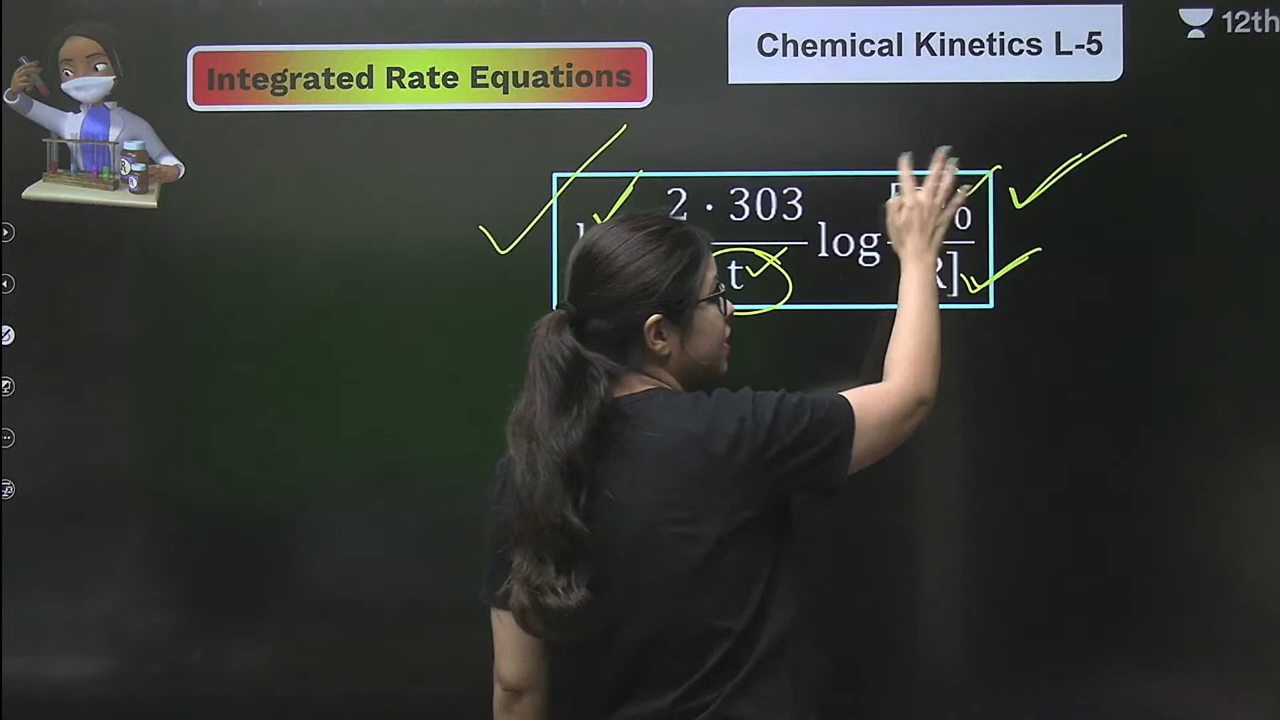 12th
Chemical Kinetics L-5
Integrated Rate Equations
2 · 303
log
0
t
]